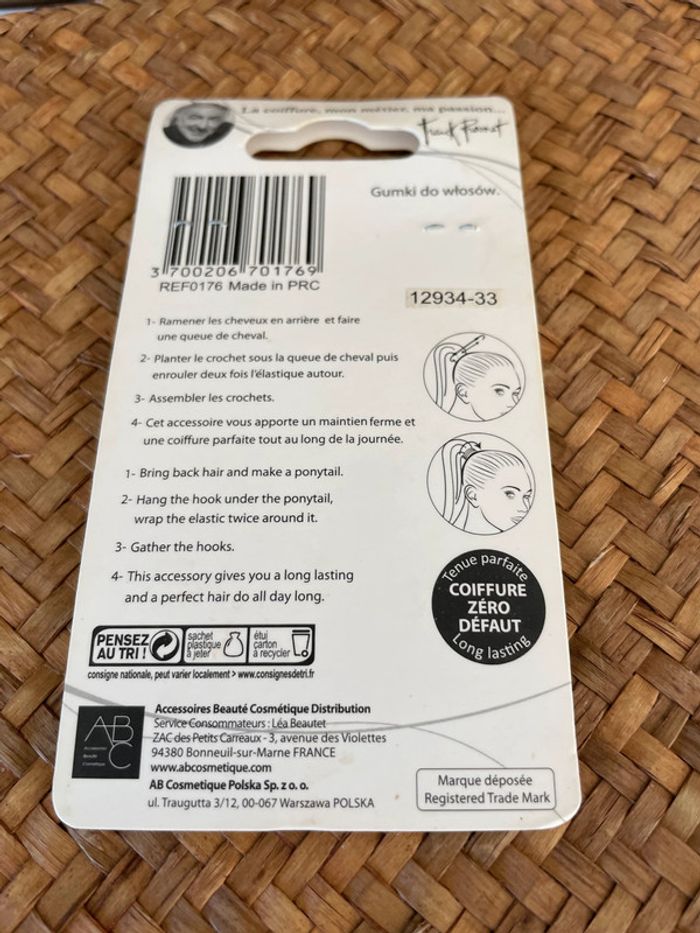 La coiffure, mon métier, ma passion...
Gumki do włosów.
3 700206 701769
REF0176 Made in PRC
12934-33
1- Ramener les cheveux en arrière et faire
une queue de cheval.
2- Planter le crochet sous la queue de cheval puis
enrouler deux fois l'élastique autour.
3- Assembler les crochets.
4- Cet accessoire vous apporte un maintien ferme et
une coiffure parfaite tout au long de la journée.
1- Bring back hair and make a ponytail.
2- Hang the hook under the ponytail,
wrap the elastic twice around it.
3- Gather the hooks.
4- This accessory gives you a long lasting
and a perfect hair do all day long.
Tenue parfaite
COIFFURE
ZÉRO
DÉFAUT
Long lasting
PENSEZ
AU TRI !
sachet
plastique
à jeter
étui
carton
à recycler
consigne nationale, peut varier localement > www.consignesdetri.fr
ABC
Accessoires
Beauté
Cosmétique
Accessoires Beauté Cosmétique Distribution
Service Consommateurs : Léa Beautet
ZAC des Petits Carreaux - 3, avenue des Violettes
94380 Bonneuil-sur-Marne FRANCE
www.abcosmetique.com
AB Cosmetique Polska Sp. z o. o.
ul. Traugutta 3/12, 00-067 Warszawa POLSKA
Marque déposée
Registered Trade Mark